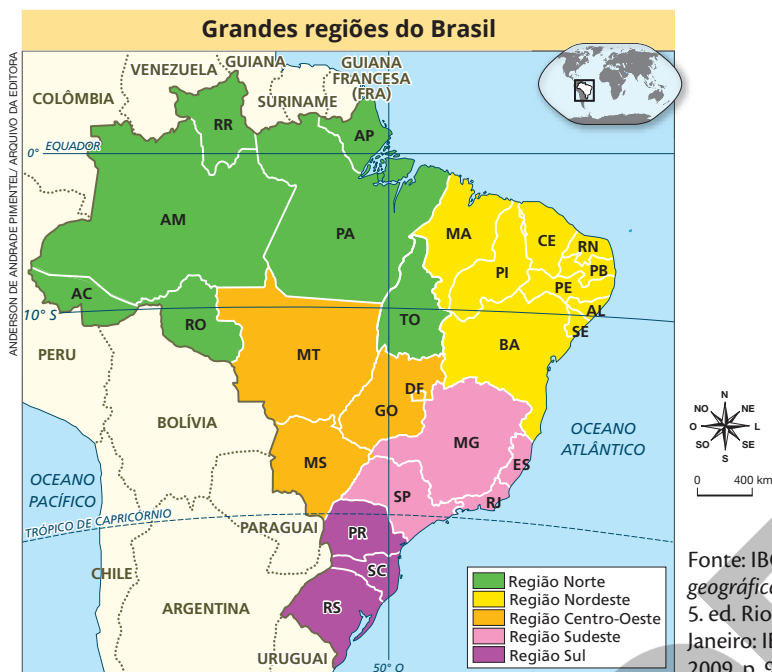 Grandes regiões do Brasil
ANDERSON DE ANDRADE PIMENTEL/ ARQUIVO DA EDITORA
COLÔMBIA
VENEZUELA
GUIANA
SURINAME
GUIANA
FRANCESA
(FRA)
RR
AP
0°
EQUADOR
AM
PA
MA
CE
RN
PB
PI
PE
AL
SE
AC
10° S
RO
TO
BA
PERU
MT
DF
GO
BOLÍVIA
MG
ES
MS
SP
RJ
OCEANO
ATLÂNTICO
OCEANO
PACÍFICO
TRÓPICO DE CAPRICÓRNIO
PARAGUAI
PR
SC
RS
CHILE
ARGENTINA
URUGUAI
50° O
N
NO
NE
O
L
SO
SE
S
0
400 km
Região Norte
Região Nordeste
Região Centro-Oeste
Região Sudeste
Região Sul
Fonte:
geográfic
5. ed. Rio
Janeiro:
2009. p.